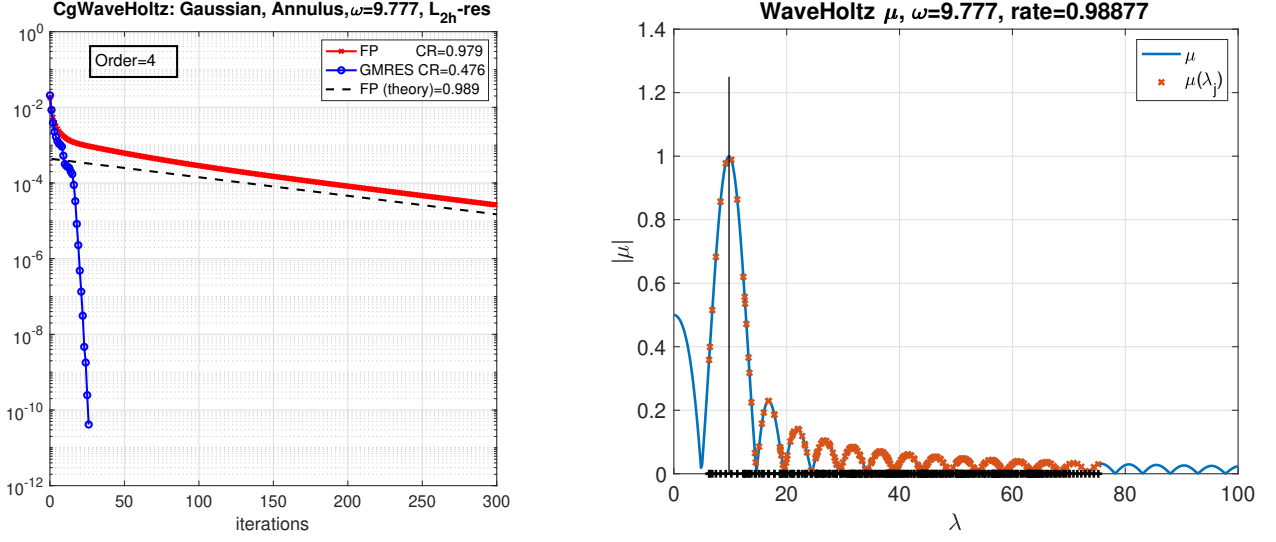 CgWaveHoltz: Gaussian, Annulus,ω=9.777, L2h-res
10^0
10^-2
10^-4
10^-6
10^-8
10^-10
10^-12
Order=4
FP CR=0.979
GMRES CR=0.476
FP (theory)=0.989
0 50 100 150 200 250 300
iterations
WaveHoltz μ, ω=9.777, rate=0.98877
1.4
1.2
1
0.8
0.6
0.4
0.2
0
|μ|
μ
μ(λj)
0 20 40 60 80 100
λ